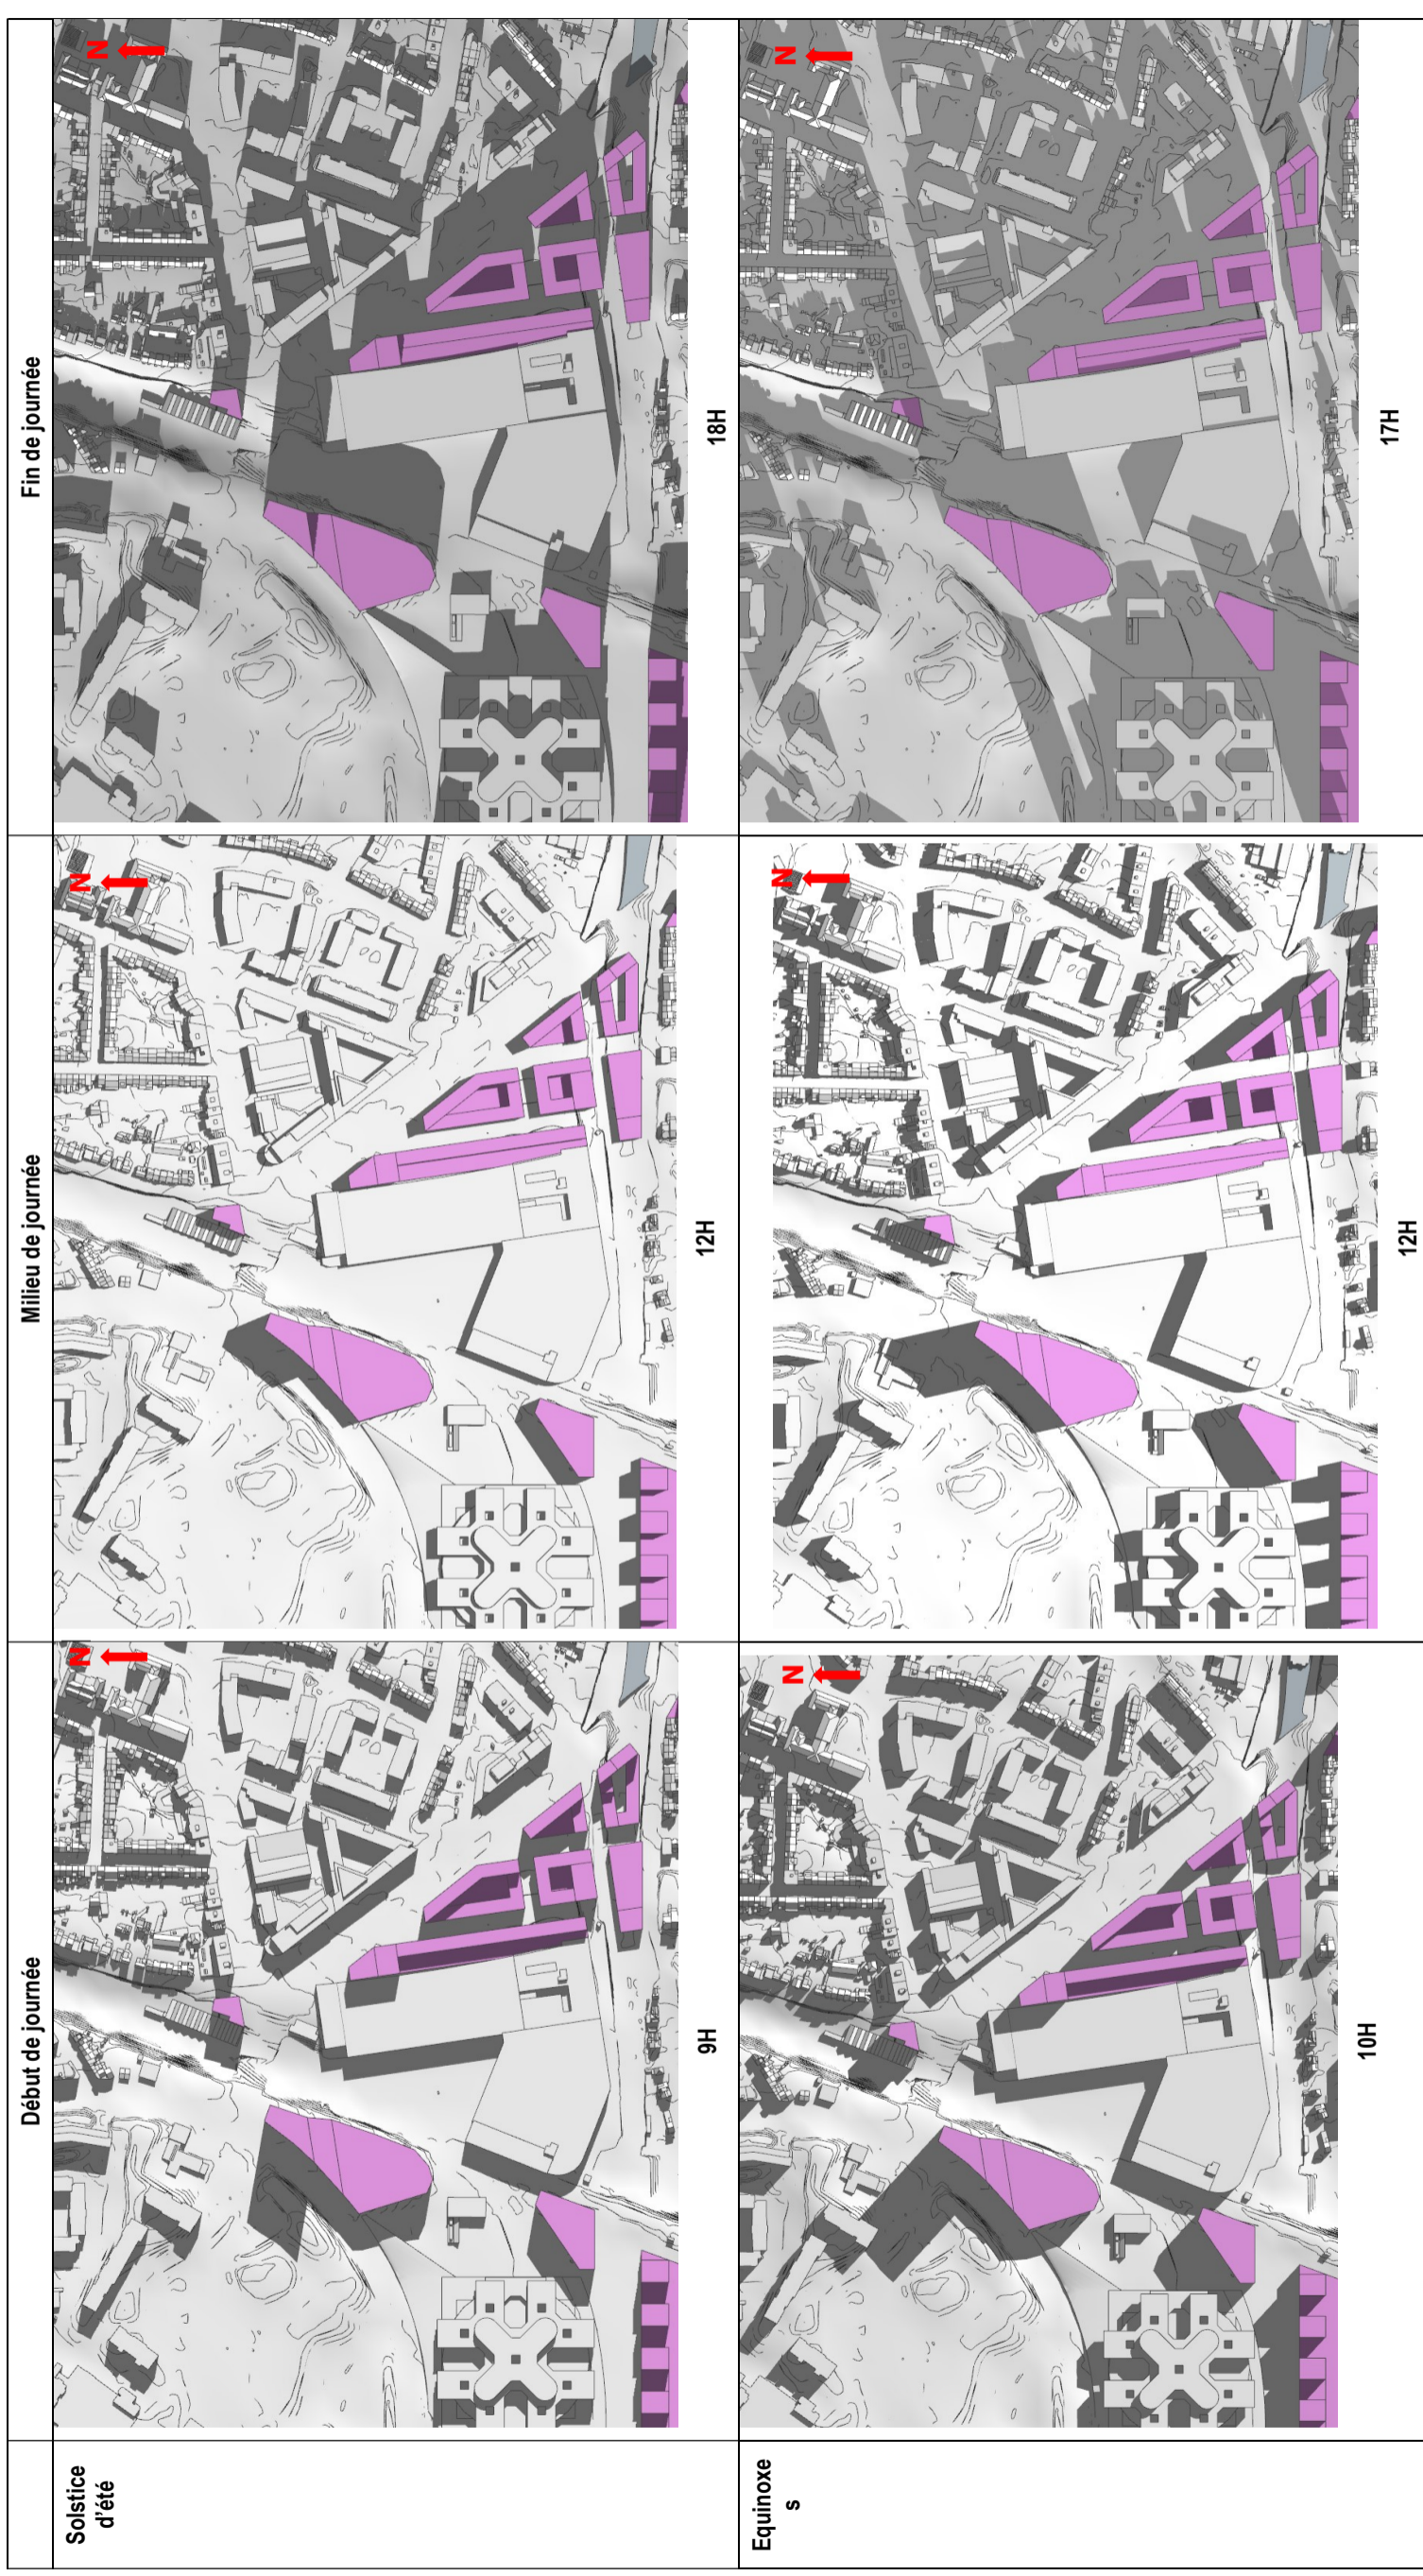 Début de journée
Milieu de journée
Fin de journée
Solstice
d'été
N
N
N
9H
12H
18H
Equinoxe
s
N
N
N
10H
12H
17H